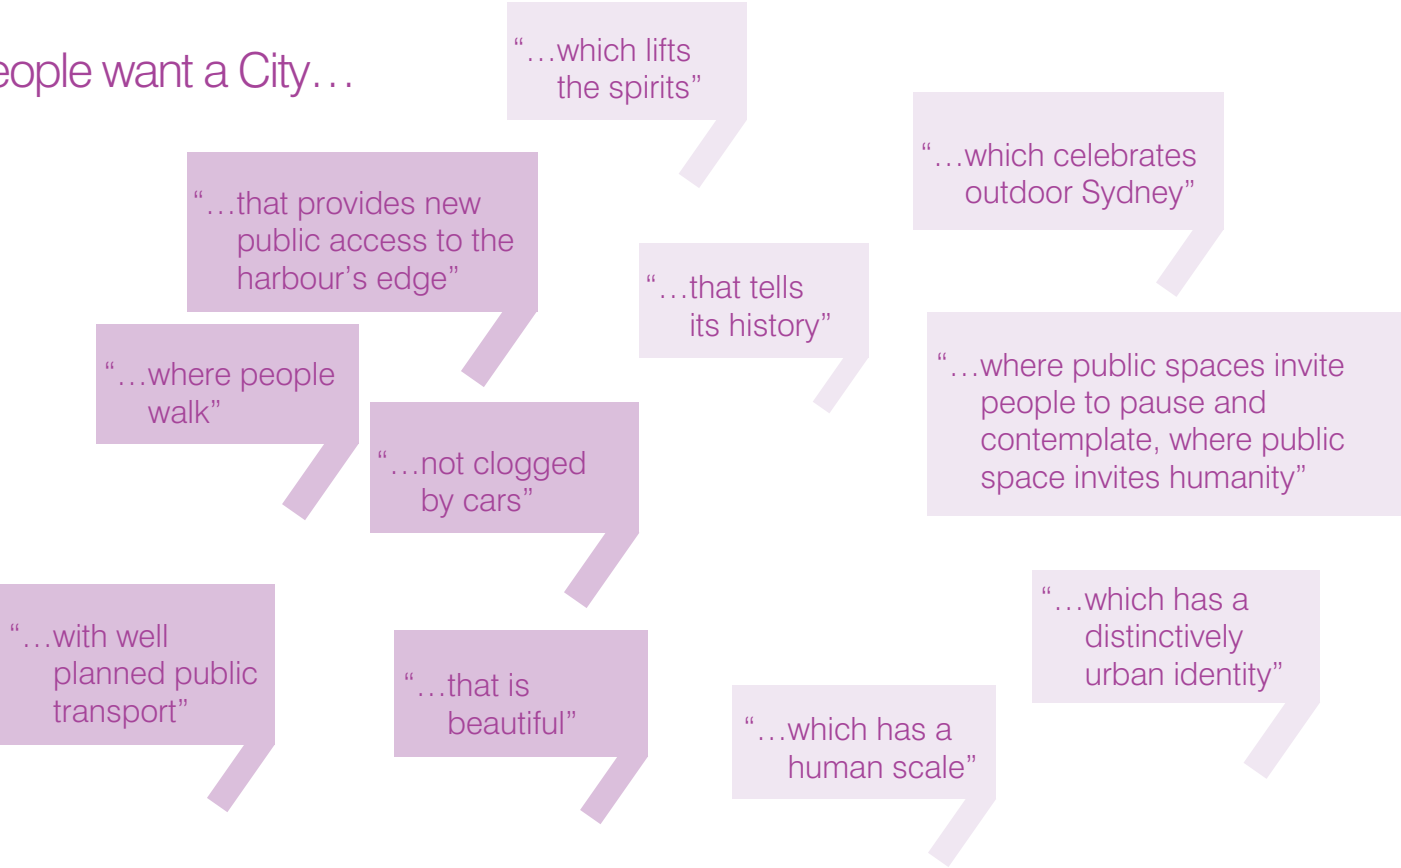 eople want a City…
“…which lifts
the spirits”
“…which celebrates
outdoor Sydney”
“…that provides new
public access to the
harbour’s edge”
“…that tells
its history”
“…where people
walk”
“…where public spaces invite
people to pause and
contemplate, where public
space invites humanity”
“…not clogged
by cars”
“…with well
planned public
transport”
“…that is
beautiful”
“…which has a
distinctively
urban identity”
“…which has a
human scale”